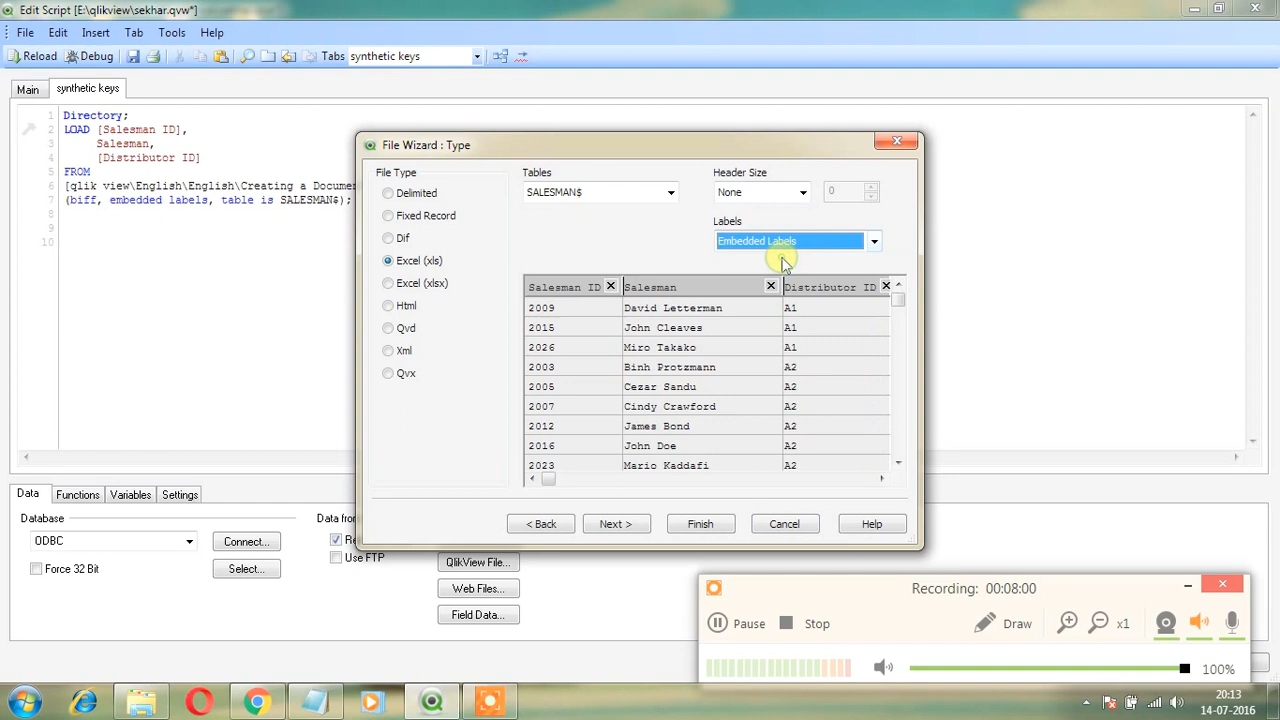 Edit Script [E:\qlikview\sekhar.qvw*]
File Edit Insert Tab Tools Help
Reload Debug Tabs synthetic keys
Main synthetic keys
1 Directory;
2 LOAD [Salesman ID],
3 Salesman,
4 [Distributor ID]
5 FROM
6 [qlik view\English\English\Creating a Docume
7 (biff, embedded labels, table is SALESMAN$);
8
9
10
File Wizard : Type
File Type
Delimited
Fixed Record
Dif
Excel (xls)
Excel (xlsx)
Html
Qvd
Xml
Qvx
Tables
SALESMAN$
Header Size
None 0
Labels
Embedded Labels
Salesman ID Salesman Distributor ID
2009 David Letterman A1
2015 John Cleaves A1
2026 Miro Takako A1
2003 Binh Protzmann A2
2005 Cezar Sandu A2
2007 Cindy Crawford A2
2012 James Bond A2
2016 John Doe A2
2023 Mario Kaddafi A2
< Back Next > Finish Cancel Help
Data Functions Variables Settings
Database
ODBC
Connect...
Force 32 Bit
Select...
Data from
Re
Use FTP
QlikView File...
Web Files...
Field Data...
Recording: 00:08:00
Pause Stop Draw x1
100%
20:13
14-07-2016